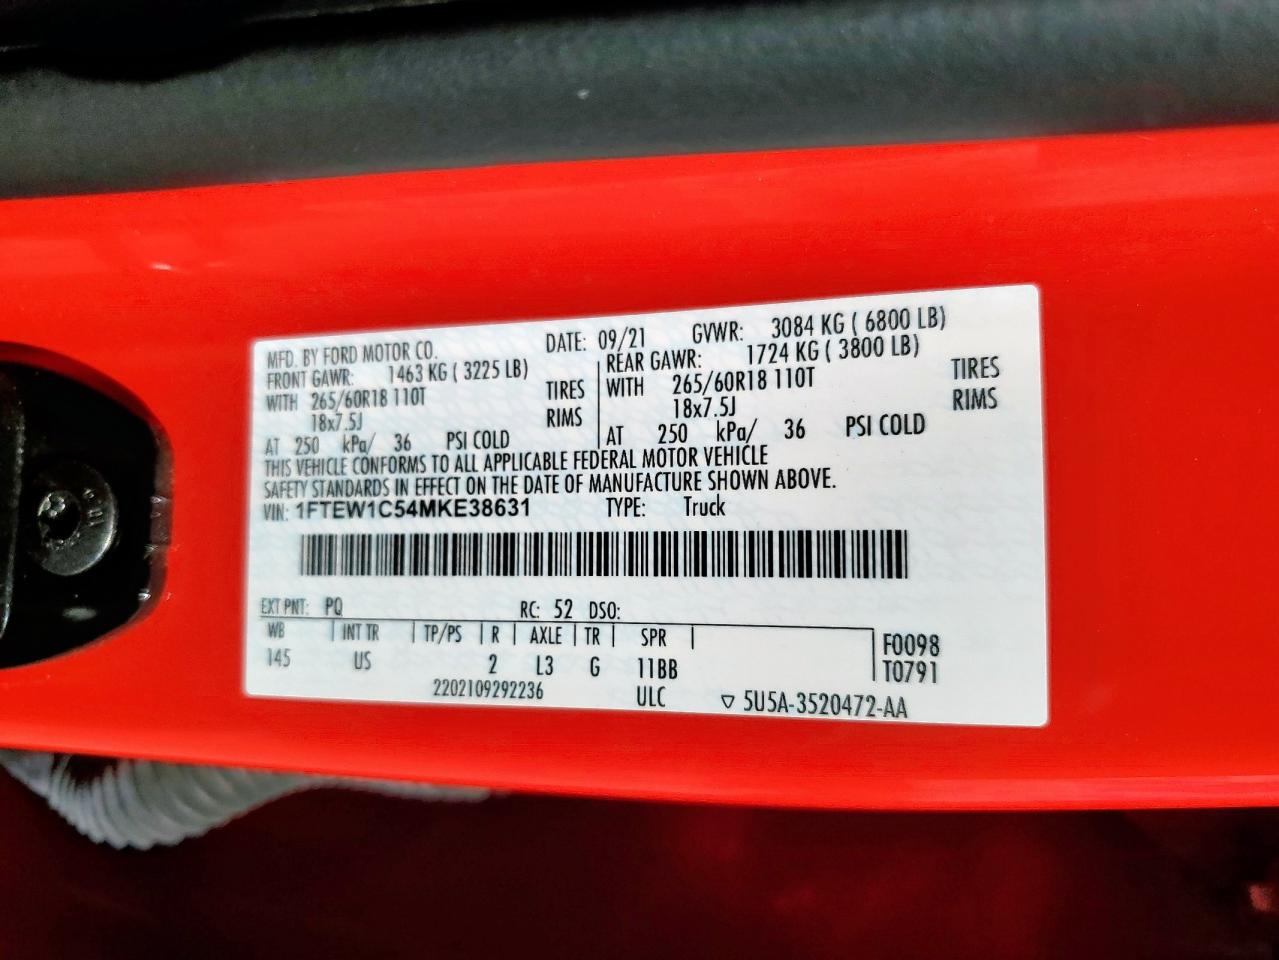 MFD. BY FORD MOTOR CO. DATE: 09/21 GVWR: 3084 KG ( 6800 LB)
FRONT GAWR: 1463 KG ( 3225 LB) REAR GAWR: 1724 KG ( 3800 LB)
WITH 265/60R18 110T TIRES WITH 265/60R18 110T TIRES
18x7.5J RIMS 18x7.5J RIMS
AT 250 kPa/ 36 PSI COLD AT 250 kPa/ 36 PSI COLD
THIS VEHICLE CONFORMS TO ALL APPLICABLE FEDERAL MOTOR VEHICLE
SAFETY STANDARDS IN EFFECT ON THE DATE OF MANUFACTURE SHOWN ABOVE.
VIN: 1FTEW1C54MKE38631 TYPE: Truck
EXT PNT: PQ RC: 52 DSO:
WB INT TR TP/PS R AXLE TR SPR F0098
145 US 2 L3 G 11BB T0791
2202109292236 ULC ▽ 5U5A-3520472-AA